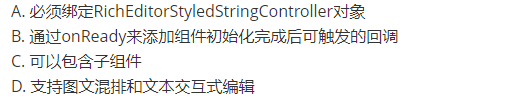 A. 必须绑定RichEditorStyledStringController对象
B. 通过onReady来添加组件初始化完成后可触发的回调
C. 可以包含子组件
D. 支持图文混排和文本交互式编辑